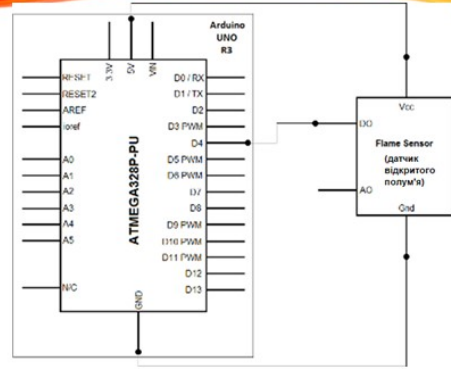 Arduino
UNO
R3
3.3V
5V
VIN
RESET
RESET2
AREF
ioref
A0
A1
A2
A3
A4
A5
N/C
ATMEGA328P-PU
D0 / RX
D1 / TX
D2
D3 PWM
D4
D5 PWM
D6 PWM
D7
D8
D9 PWM
D10 PWM
D11 PWM
D12
D13
GND
Vcc
DO
Flame Sensor
(датчик
відкритого
полум'я)
AO
Gnd